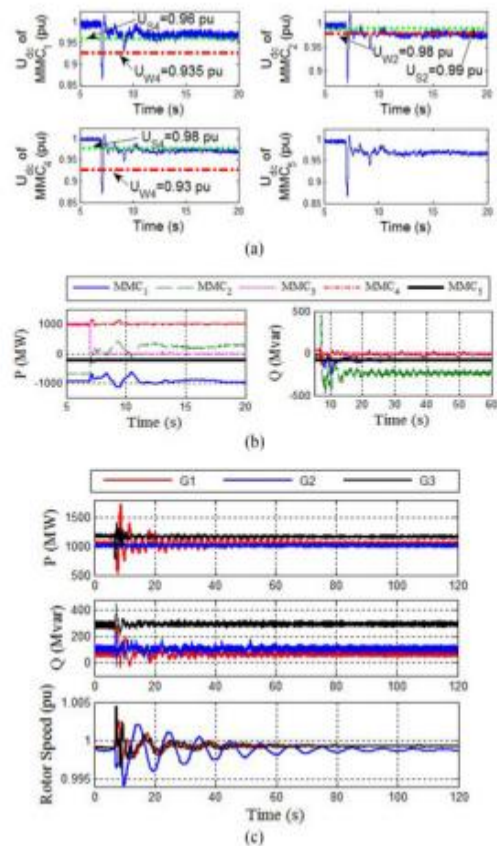 U_dc of MMC_1 (pu)
1
0.95
0.9
0.85
U_S4=0.96 pu
U_W4=0.935 pu
5 10 15 20
Time (s)
U_dc of MMC_2 (pu)
1
0.95
0.9
0.85
U_W2=0.98 pu
U_S2=0.99 pu
5 10 15 20
Time (s)
U_dc of MMC_4 (pu)
1
0.95
0.9
0.85
U_S4=0.98 pu
U_W4=0.93 pu
5 10 15 20
Time (s)
U_dc of MMC_5 (pu)
1
0.95
0.9
0.85
5 10 15 20
Time (s)
(a)
MMC_1 MMC_2 MMC_3 MMC_4 MMC_5
P (MW)
1000
0
-1000
5 10 15 20
Time (s)
Q (Mvar)
500
0
-500
10 20 30 40 50 60
Time (s)
(b)
G1 G2 G3
P (MW)
1500
1000
500
0 20 40 60 80 100 120
Q (Mvar)
400
200
0
0 20 40 60 80 100 120
Rotor Speed (pu)
1.005
1
0.995
0 20 40 60 80 100 120
Time (s)
(c)